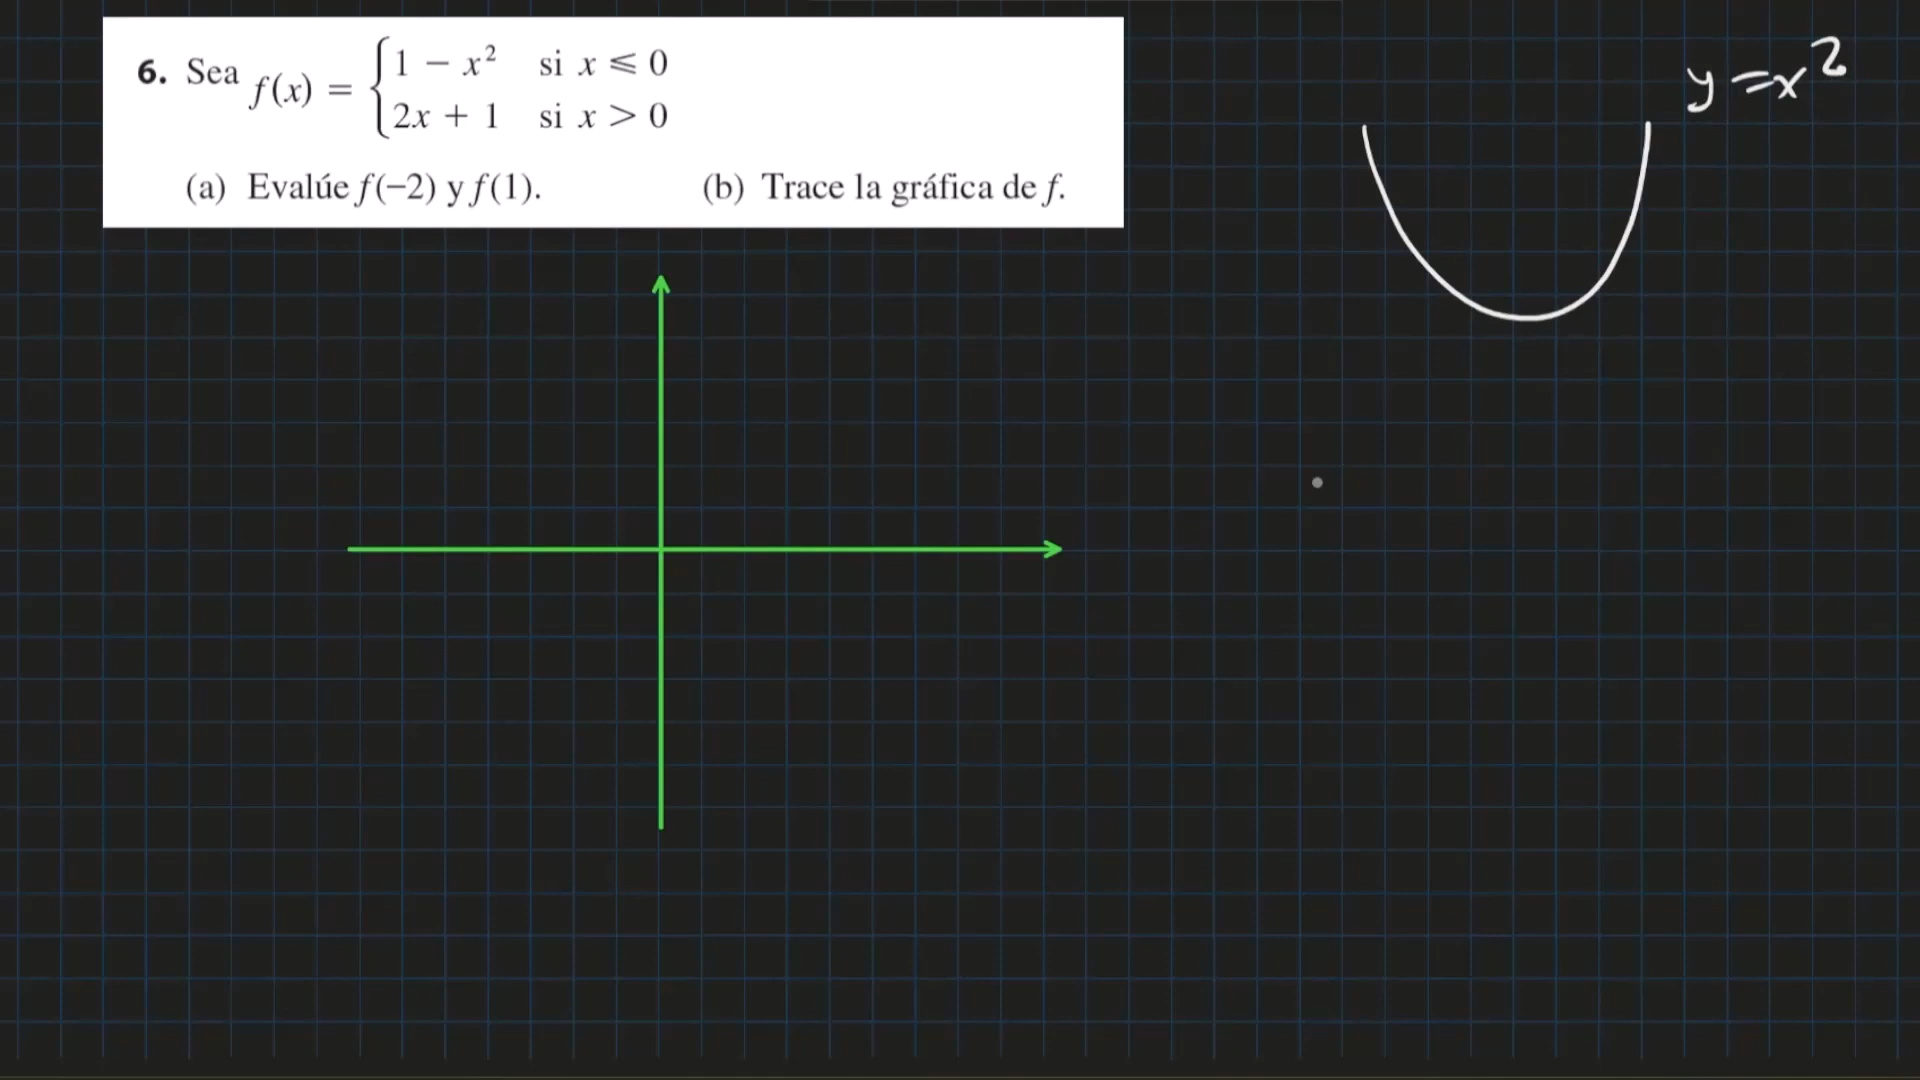 6. Sea f(x) = { 1 − x² si x ⩽ 0
2x + 1 si x > 0
(a) Evalúe f(−2) y f(1). (b) Trace la gráfica de f.
y = x²